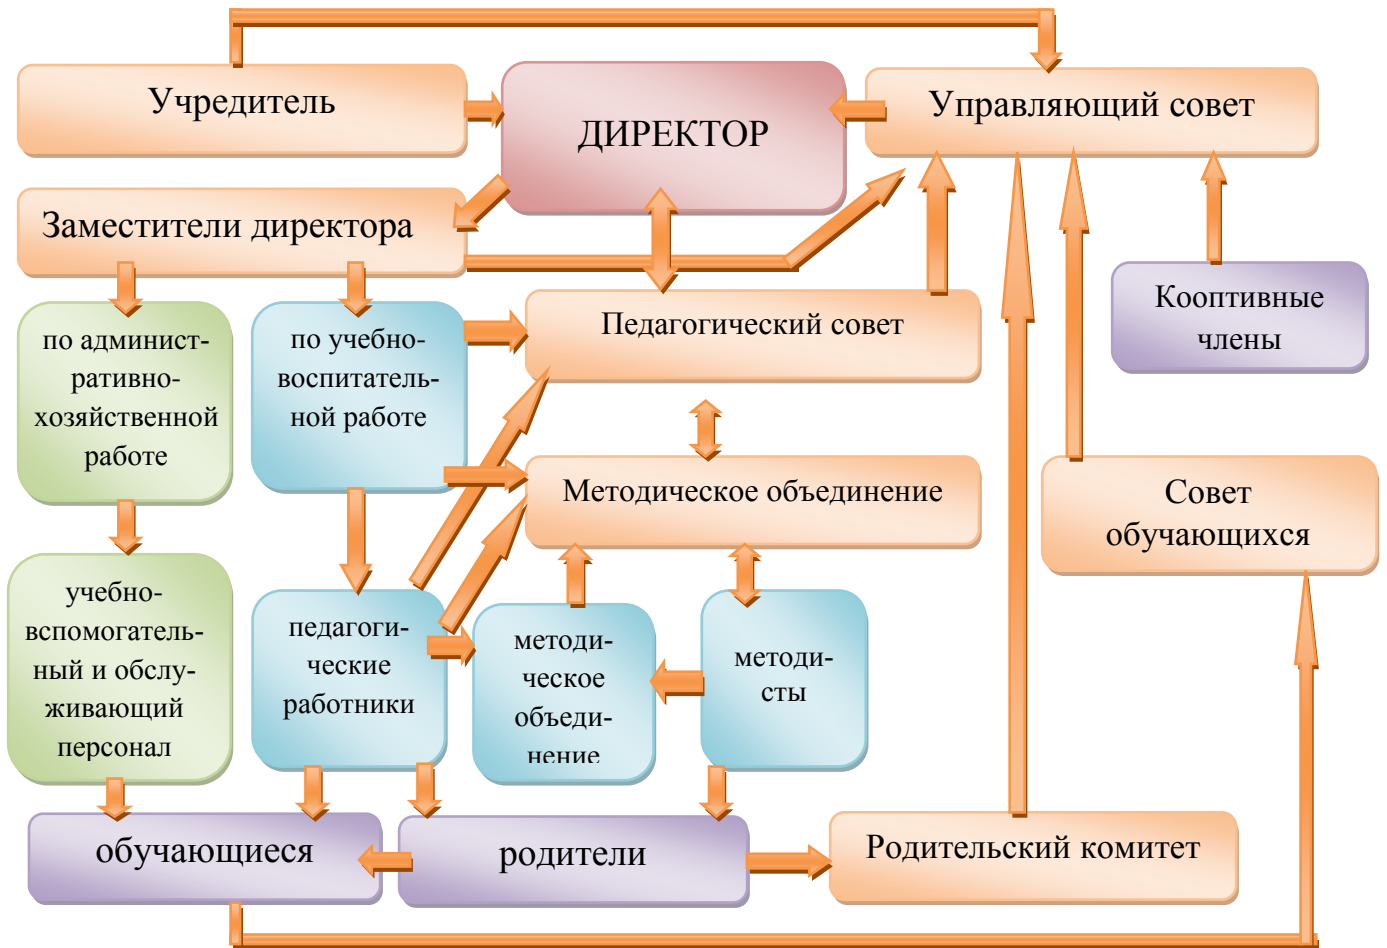 Учредитель
ДИРЕКТОР
Управляющий совет
Заместители директора
по админист-
ративно-
хозяйственной
работе
по учебно-
воспитатель-
ной работе
Педагогический совет
Кооптивные
члены
Методическое объединение
Совет
обучающихся
учебно-
вспомогатель-
ный и обслу-
живающий
персонал
педагоги-
ческие
работники
методи-
ческое
объеди-
нение
методи-
сты
обучающиеся
родители
Родительский комитет